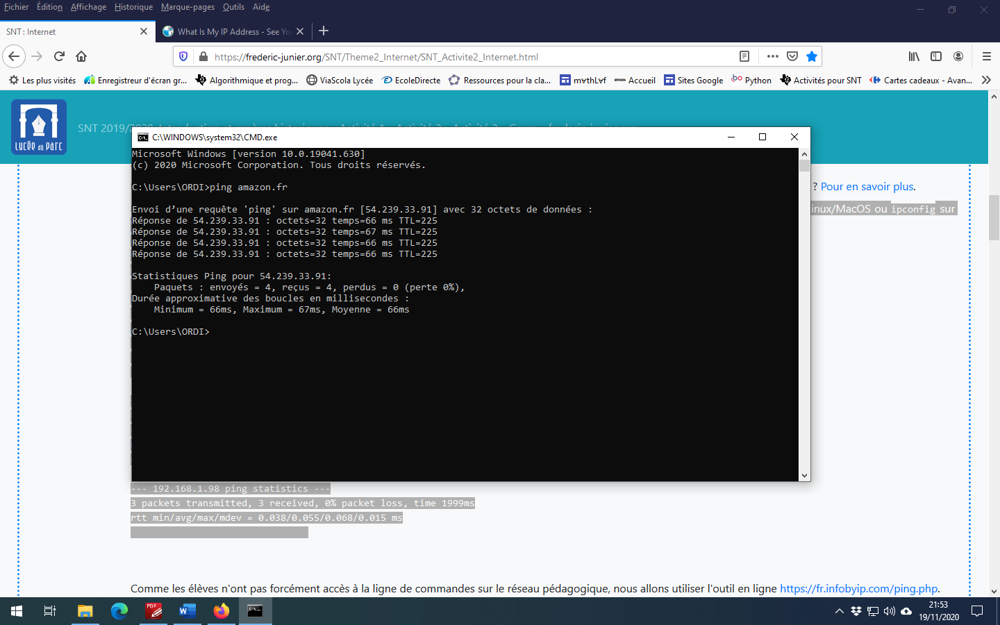 Fichier Édition Affichage Historique Marque-pages Outils Aide
SNT : Internet
What Is My IP Address - See Yo
https://frederic-junier.org/SNT/Theme2_Internet/SNT_Activite2_Internet.html
Les plus visités Enregistreur d'écran gr... Algorithmique et prog... ViaScola Lycée EcoleDirecte Ressources pour la cla... m∀thL∀f Accueil Sites Google Python Activités pour SNT Cartes cadeaux - Avan...
LYCÉE DU PARC
SNT 2019/2020
C:\WINDOWS\system32\CMD.exe
Microsoft Windows [version 10.0.19041.630]
(c) 2020 Microsoft Corporation. Tous droits réservés.
C:\Users\ORDI>ping amazon.fr
Envoi d’une requête 'ping' sur amazon.fr [54.239.33.91] avec 32 octets de données :
Réponse de 54.239.33.91 : octets=32 temps=66 ms TTL=225
Réponse de 54.239.33.91 : octets=32 temps=67 ms TTL=225
Réponse de 54.239.33.91 : octets=32 temps=66 ms TTL=225
Réponse de 54.239.33.91 : octets=32 temps=66 ms TTL=225
Statistiques Ping pour 54.239.33.91:
Paquets : envoyés = 4, reçus = 4, perdus = 0 (perte 0%),
Durée approximative des boucles en millisecondes :
Minimum = 66ms, Maximum = 67ms, Moyenne = 66ms
C:\Users\ORDI>
? Pour en savoir plus.
inux/MacOS ou ipconfig sur
--- 192.168.1.98 ping statistics ---
3 packets transmitted, 3 received, 0% packet loss, time 1999ms
rtt min/avg/max/mdev = 0.038/0.055/0.068/0.015 ms
Comme les élèves n'ont pas forcément accès à la ligne de commandes sur le réseau pédagogique, nous allons utiliser l'outil en ligne https://fr.infobyip.com/ping.php.
21:53
19/11/2020